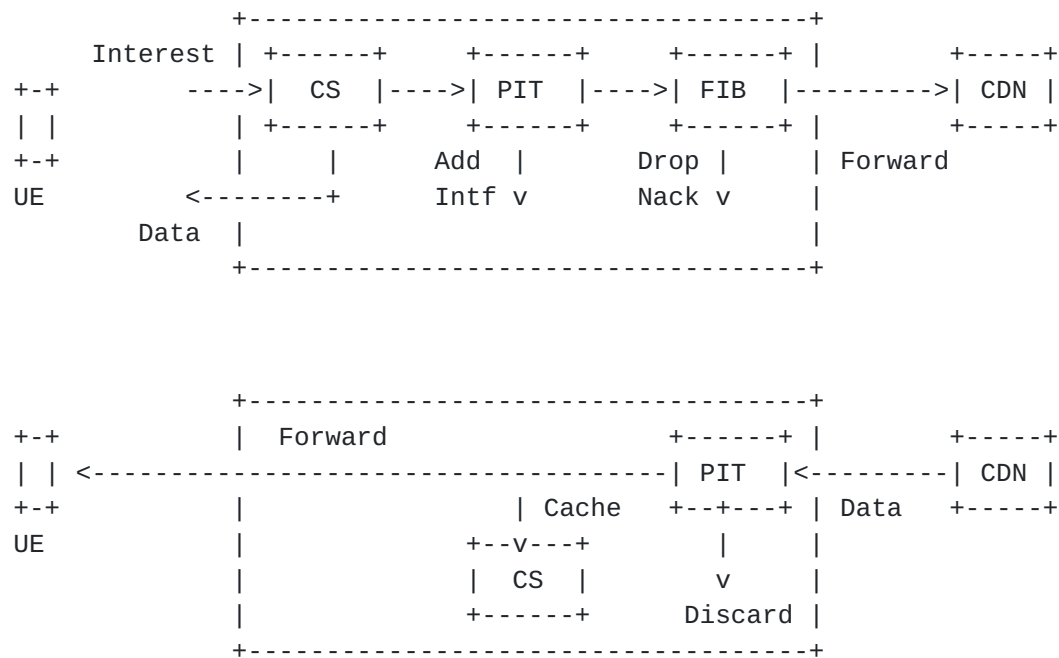 Interest
CS PIT FIB CDN
Add Drop Forward
UE Intf v Nack v
Data
Forward
PIT CDN
Cache Data
UE v
CS v
Discard